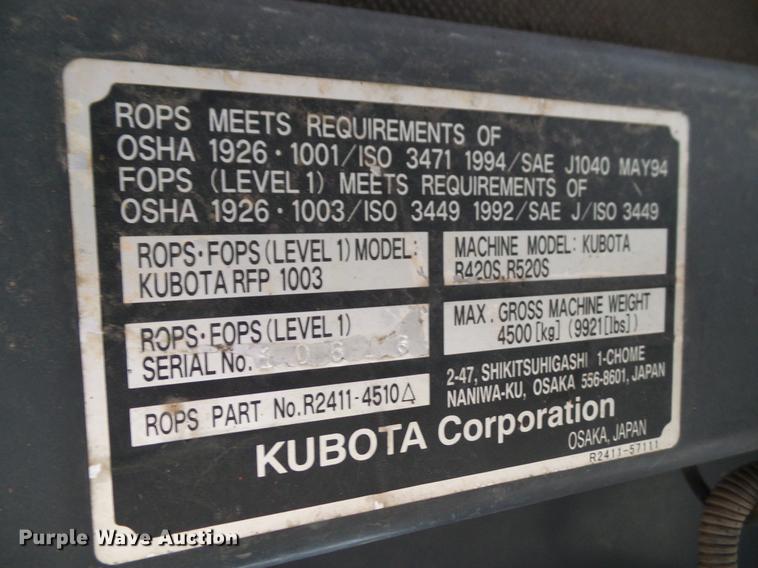 ROPS MEETS REQUIREMENTS OF
OSHA 1926·1001/ISO 3471 1994/SAE J1040 MAY94
FOPS (LEVEL 1) MEETS REQUIREMENTS OF
OSHA 1926·1003/ISO 3449 1992/SAE J/ISO 3449
ROPS·FOPS(LEVEL 1)MODEL:
KUBOTA RFP 1003
MACHINE MODEL: KUBOTA
R420S,R520S
ROPS·FOPS(LEVEL 1)
SERIAL No.
MAX. GROSS MACHINE WEIGHT
4500[kg] (9921[lbs])
ROPS PART No.R2411-4510△
2-47, SHIKITSUHIGASHI 1-CHOME
NANIWA-KU, OSAKA 556-8601, JAPAN
KUBOTA Corporation
OSAKA, JAPAN
R2411-57111
Purple Wave Auction